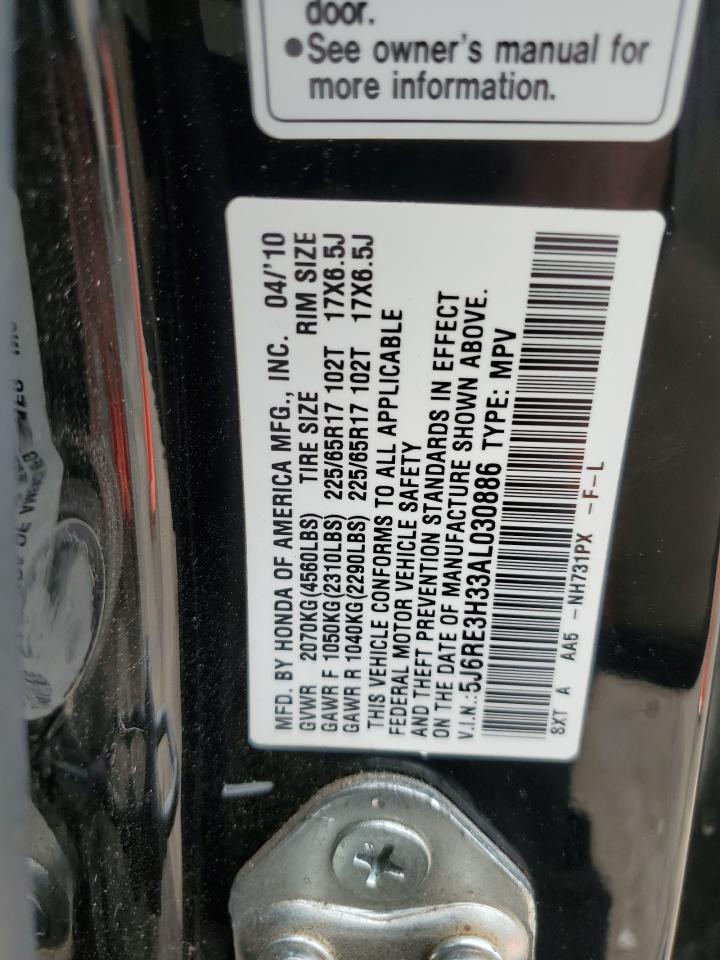 door.
●See owner's manual for
more information.
MFD. BY HONDA OF AMERICA MFG., INC. 04/'10
GVWR 2070KG(4560LBS) TIRE SIZE RIM SIZE
GAWR F 1050KG(2310LBS) 225/65R17 102T 17X6.5J
GAWR R 1040KG(2290LBS) 225/65R17 102T 17X6.5J
THIS VEHICLE CONFORMS TO ALL APPLICABLE
FEDERAL MOTOR VEHICLE SAFETY
AND THEFT PREVENTION STANDARDS IN EFFECT
ON THE DATE OF MANUFACTURE SHOWN ABOVE.
V.I.N.:5J6RE3H33AL030886 TYPE: MPV
8XT A AA5 -NH731PX -F-L